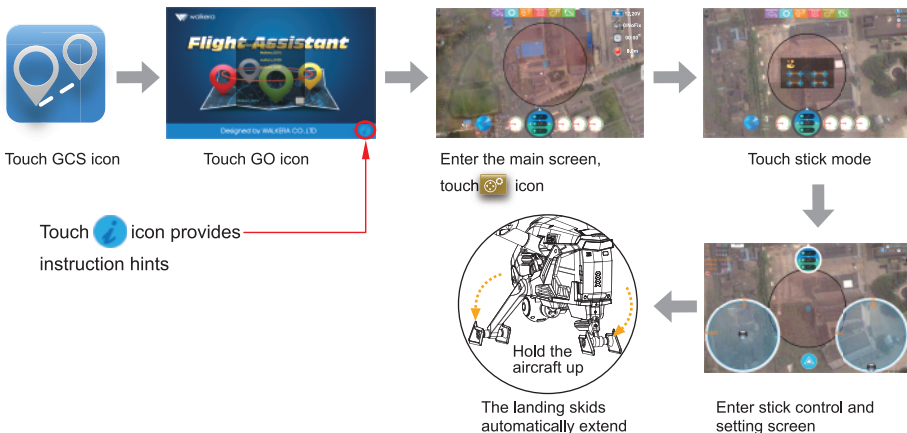 walkera
Flight Assistant
Designed by WALKERA CO.,LTD
Touch GCS icon
Touch GO icon
Enter the main screen,
touch icon
Touch stick mode
Touch icon provides
instruction hints
Hold the
aircraft up
The landing skids
automatically extend
Enter stick control and
setting screen